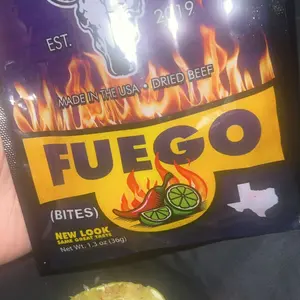 EST. 2019
MADE IN THE USA • DRIED BEEF
FUEGO
(BITES)
NEW LOOK
SAME GREAT TASTE
Net Wt. 1.3 oz (36g)